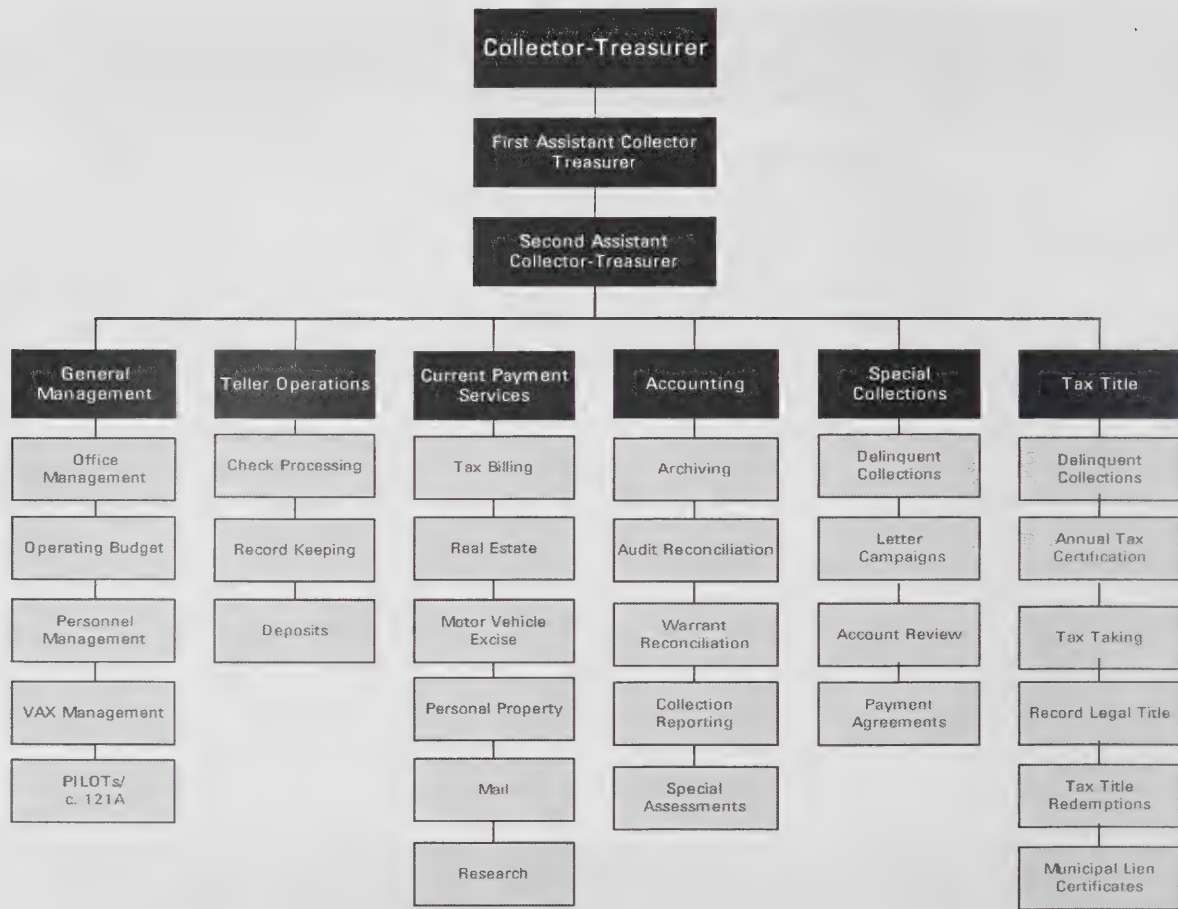 Collector-Treasurer
First Assistant Collector
Treasurer
Second Assistant
Collector-Treasurer
General
Management
Office
Management
Operating Budget
Personnel
Management
VAX Management
PILOTs/
c. 121A
Teller Operations
Check Processing
Record Keeping
Deposits
Current Payment
Services
Tax Billing
Real Estate
Motor Vehicle
Excise
Personal Property
Mail
Research
Accounting
Archiving
Audit Reconciliation
Warrant
Reconciliation
Collection
Reporting
Special
Assessments
Special
Collections
Delinquent
Collections
Letter
Campaigns
Account Review
Payment
Agreements
Tax Title
Delinquent
Collections
Annual Tax
Certification
Tax Taking
Record Legal Title
Tax Title
Redemptions
Municipal Lien
Certificates